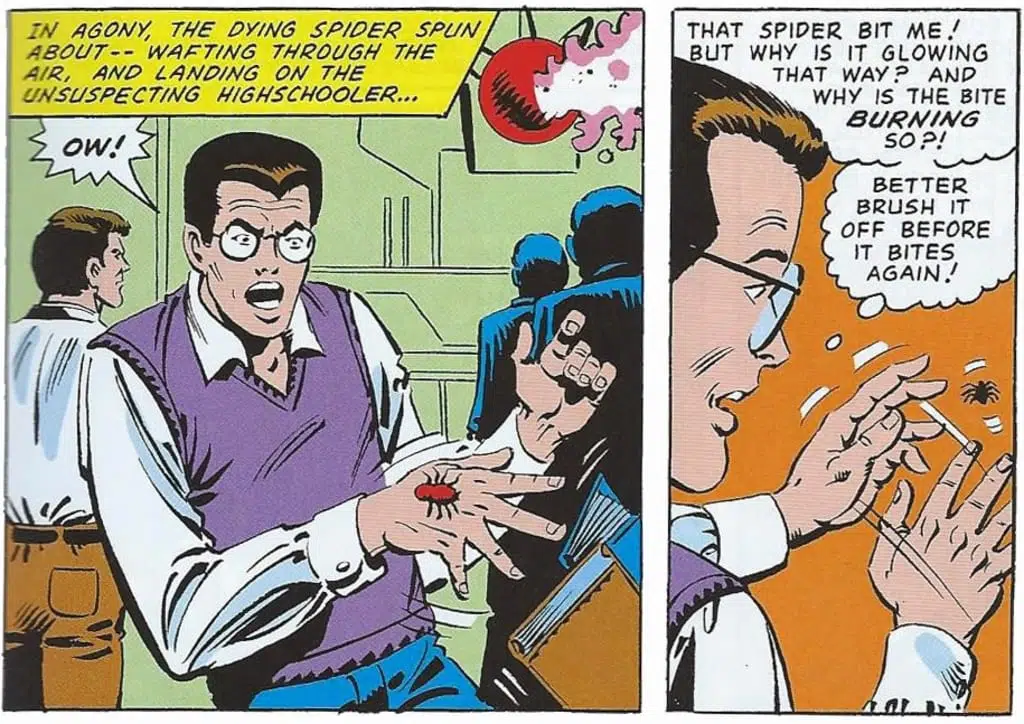 IN AGONY, THE DYING SPIDER SPUN
ABOUT-- WAFTING THROUGH THE
AIR, AND LANDING ON THE
UNSUSPECTING HIGHSCHOOLER...
OW!
THAT SPIDER BIT ME!
BUT WHY IS IT GLOWING
THAT WAY? AND
WHY IS THE BITE
BURNING
SO?!
BETTER
BRUSH IT
OFF BEFORE
IT BITES
AGAIN!